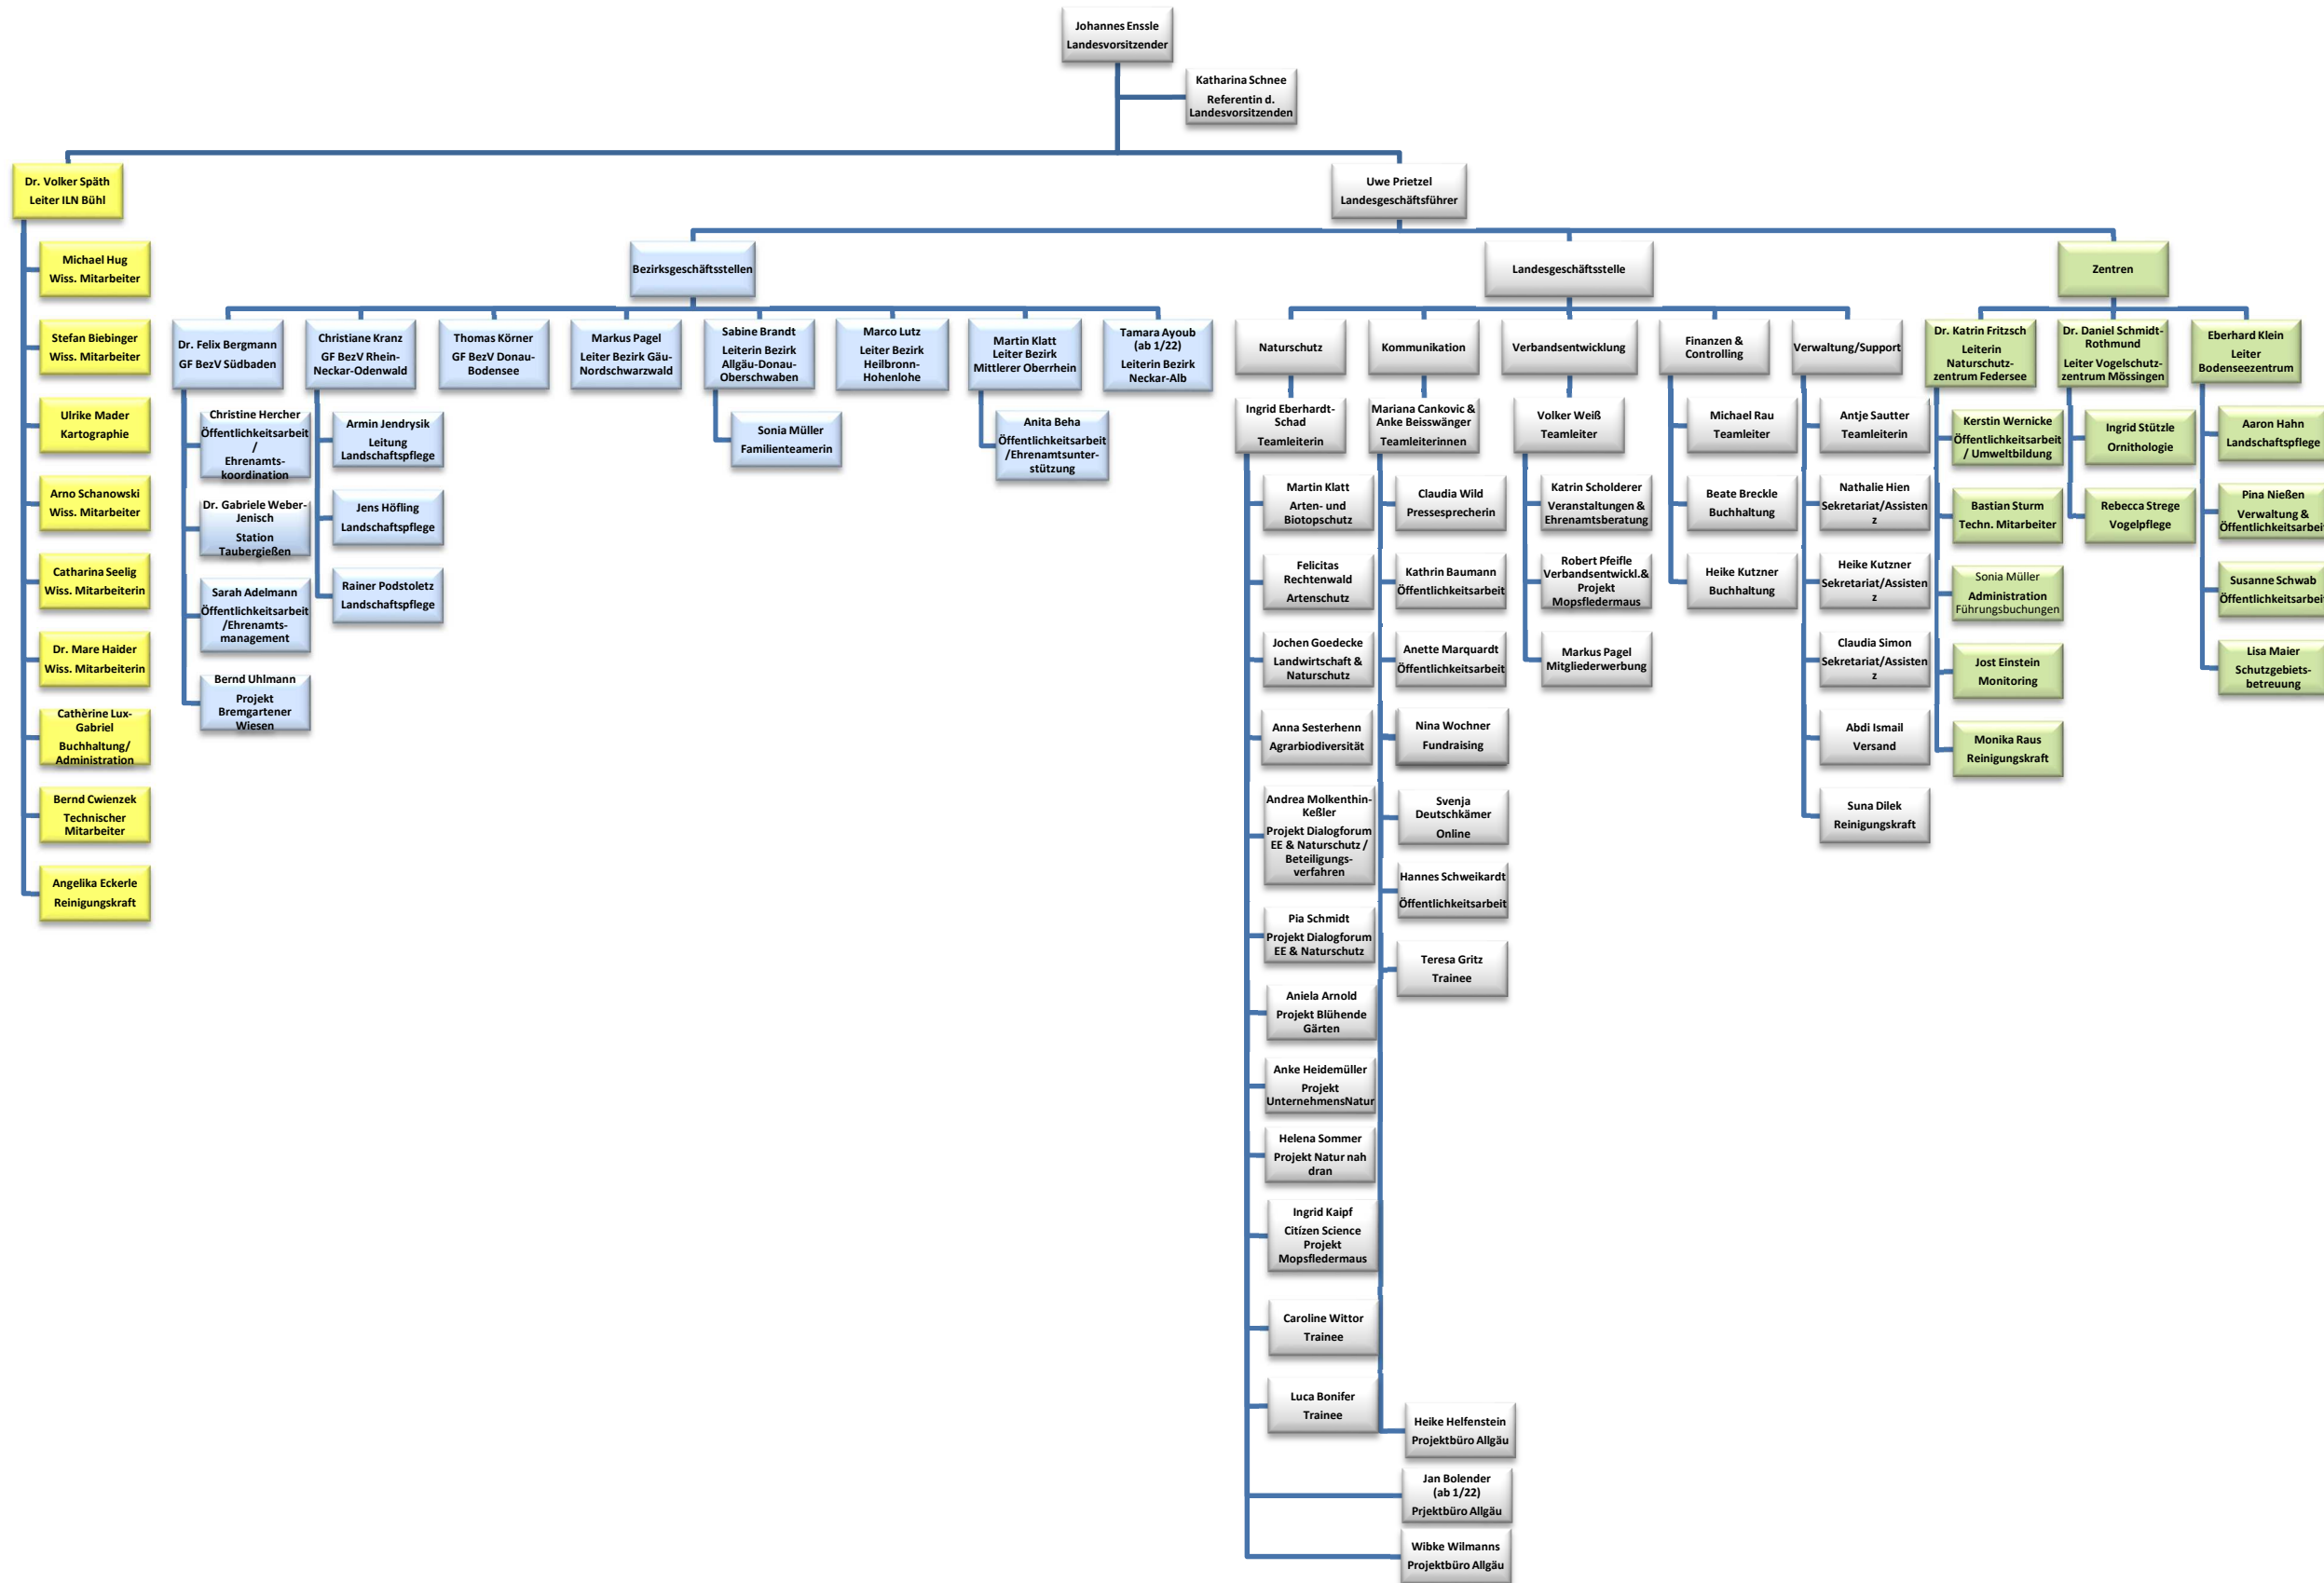 Johannes Enssle
Landesvorsitzender
Katharina Schnee
Referentin d.
Landesvorsitzenden
Dr. Volker Späth
Leiter ILN Bühl
Uwe Prietzel
Landesgeschäftsführer
Michael Hug
Wiss. Mitarbeiter
Stefan Biebinger
Wiss. Mitarbeiter
Ulrike Mader
Kartographie
Arno Schanowski
Wiss. Mitarbeiter
Catharina Seelig
Wiss. Mitarbeiterin
Dr. Mare Haider
Wiss. Mitarbeiterin
Cathèrine Lux-
Gabriel
Buchhaltung/
Administration
Bernd Cwienzek
Technischer
Mitarbeiter
Angelika Eckerle
Reinigungskraft
Bezirksgeschäftsstellen
Dr. Felix Bergmann
GF BezV Südbaden
Christine Hercher
Öffentlichkeitsarbeit
/
Ehrenamts-
koordination
Dr. Gabriele Weber-
Jenisch
Station
Taubergießen
Sarah Adelmann
Öffentlichkeitsarbeit
/Ehrenamts-
management
Bernd Uhlmann
Projekt
Bremgartener
Wiesen
Christiane Kranz
GF BezV Rhein-
Neckar-Odenwald
Armin Jendrysik
Leitung
Landschaftspflege
Jens Höfling
Landschaftspflege
Rainer Podstoletz
Landschaftspflege
Thomas Körner
GF BezV Donau-
Bodensee
Markus Pagel
Leiter Bezirk Gäu-
Nordschwarzwald
Sabine Brandt
Leiterin Bezirk
Allgäu-Donau-
Oberschwaben
Sonia Müller
Familienteamerin
Marco Lutz
Leiter Bezirk
Heilbronn-
Hohenlohe
Martin Klatt
Leiter Bezirk
Mittlerer Oberrhein
Anita Beha
Öffentlichkeitsarbeit
/Ehrenamtsunter-
stützung
Tamara Ayoub
(ab 1/22)
Leiterin Bezirk
Neckar-Alb
Landesgeschäftsstelle
Naturschutz
Ingrid Eberhardt-
Schad
Teamleiterin
Martin Klatt
Arten- und
Biotopschutz
Felicitas
Rechtenwald
Artenschutz
Jochen Goedecke
Landwirtschaft &
Naturschutz
Anna Sesterhenn
Agrarbiodiversität
Andrea Molkenthin-
Keßler
Projekt Dialogforum
EE & Naturschutz /
Beteiligungs-
verfahren
Pia Schmidt
Projekt Dialogforum
EE & Naturschutz
Aniela Arnold
Projekt Blühende
Gärten
Anke Heidemüller
Projekt
UnternehmensNatur
Helena Sommer
Projekt Natur nah
dran
Ingrid Kaipf
Citízen Science
Projekt
Mopsfledermaus
Caroline Wittor
Trainee
Luca Bonifer
Trainee
Jan Bolender
(ab 1/22)
Prjektbüro Allgäu
Wibke Wilmanns
Projektbüro Allgäu
Kommunikation
Mariana Cankovic &
Anke Beisswänger
Teamleiterinnen
Claudia Wild
Pressesprecherin
Kathrin Baumann
Öffentlichkeitsarbeit
Anette Marquardt
Öffentlichkeitsarbeit
Nina Wochner
Fundraising
Svenja
Deutschkämer
Online
Hannes Schweikardt
Öffentlichkeitsarbeit
Teresa Gritz
Trainee
Heike Helfenstein
Projektbüro Allgäu
Verbandsentwicklung
Volker Weiß
Teamleiter
Katrin Scholderer
Veranstaltungen &
Ehrenamtsberatung
Robert Pfeifle
Verbandsentwickl.&
Projekt
Mopsfledermaus
Markus Pagel
Mitgliederwerbung
Finanzen &
Controlling
Michael Rau
Teamleiter
Beate Breckle
Buchhaltung
Heike Kutzner
Buchhaltung
Verwaltung/Support
Antje Sautter
Teamleiterin
Nathalie Hien
Sekretariat/Assisten
z
Heike Kutzner
Sekretariat/Assisten
z
Claudia Simon
Sekretariat/Assisten
z
Abdi Ismail
Versand
Suna Dilek
Reinigungskraft
Zentren
Dr. Katrin Fritzsch
Leiterin
Naturschutz-
zentrum Federsee
Kerstin Wernicke
Öffentlichkeitsarbeit
/ Umweltbildung
Bastian Sturm
Techn. Mitarbeiter
Sonia Müller
Administration
Führungsbuchungen
Jost Einstein
Monitoring
Monika Raus
Reinigungskraft
Dr. Daniel Schmidt-
Rothmund
Leiter Vogelschutz-
zentrum Mössingen
Ingrid Stützle
Ornithologie
Rebecca Strege
Vogelpflege
Eberhard Klein
Leiter
Bodenseezentrum
Aaron Hahn
Landschaftspflege
Pina Nießen
Verwaltung &
Öffentlichkeitsarbeit
Susanne Schwab
Öffentlichkeitsarbeit
Lisa Maier
Schutzgebiets-
betreuung